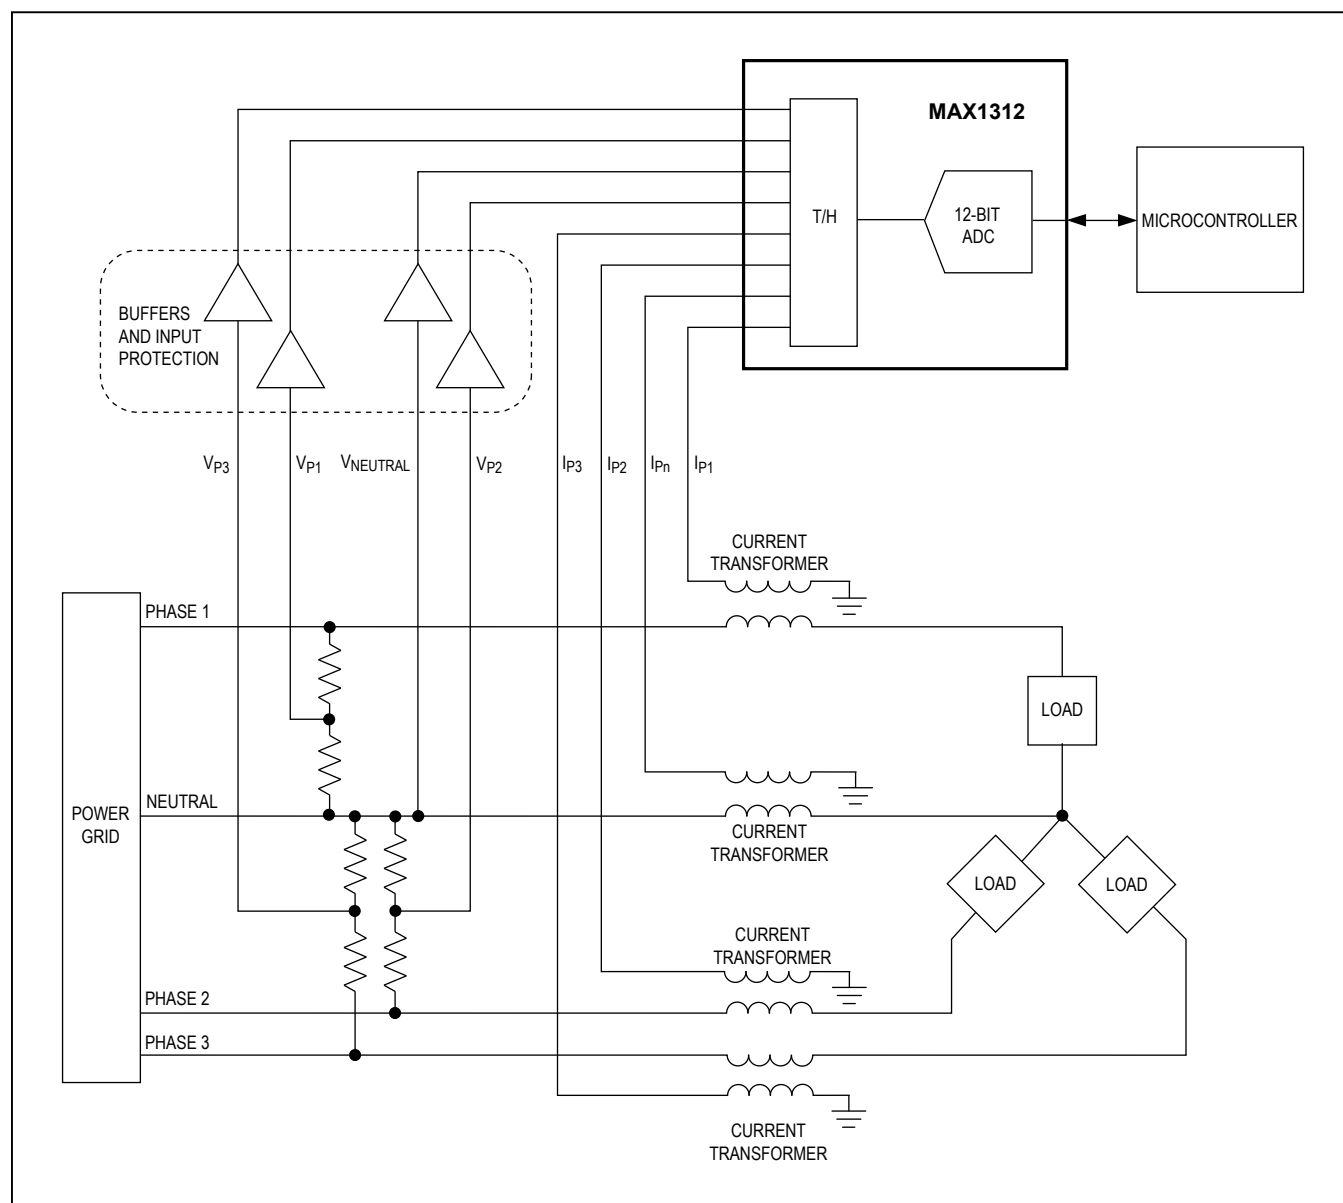 MAX1312
T/H
12-BIT
ADC
MICROCONTROLLER
BUFFERS
AND INPUT
PROTECTION
VP3
VP1
VNEUTRAL
VP2
IP3
IP2
IPn
IP1
CURRENT
TRANSFORMER
PHASE 1
LOAD
NEUTRAL
POWER
GRID
CURRENT
TRANSFORMER
LOAD
LOAD
CURRENT
TRANSFORMER
PHASE 2
PHASE 3
CURRENT
TRANSFORMER